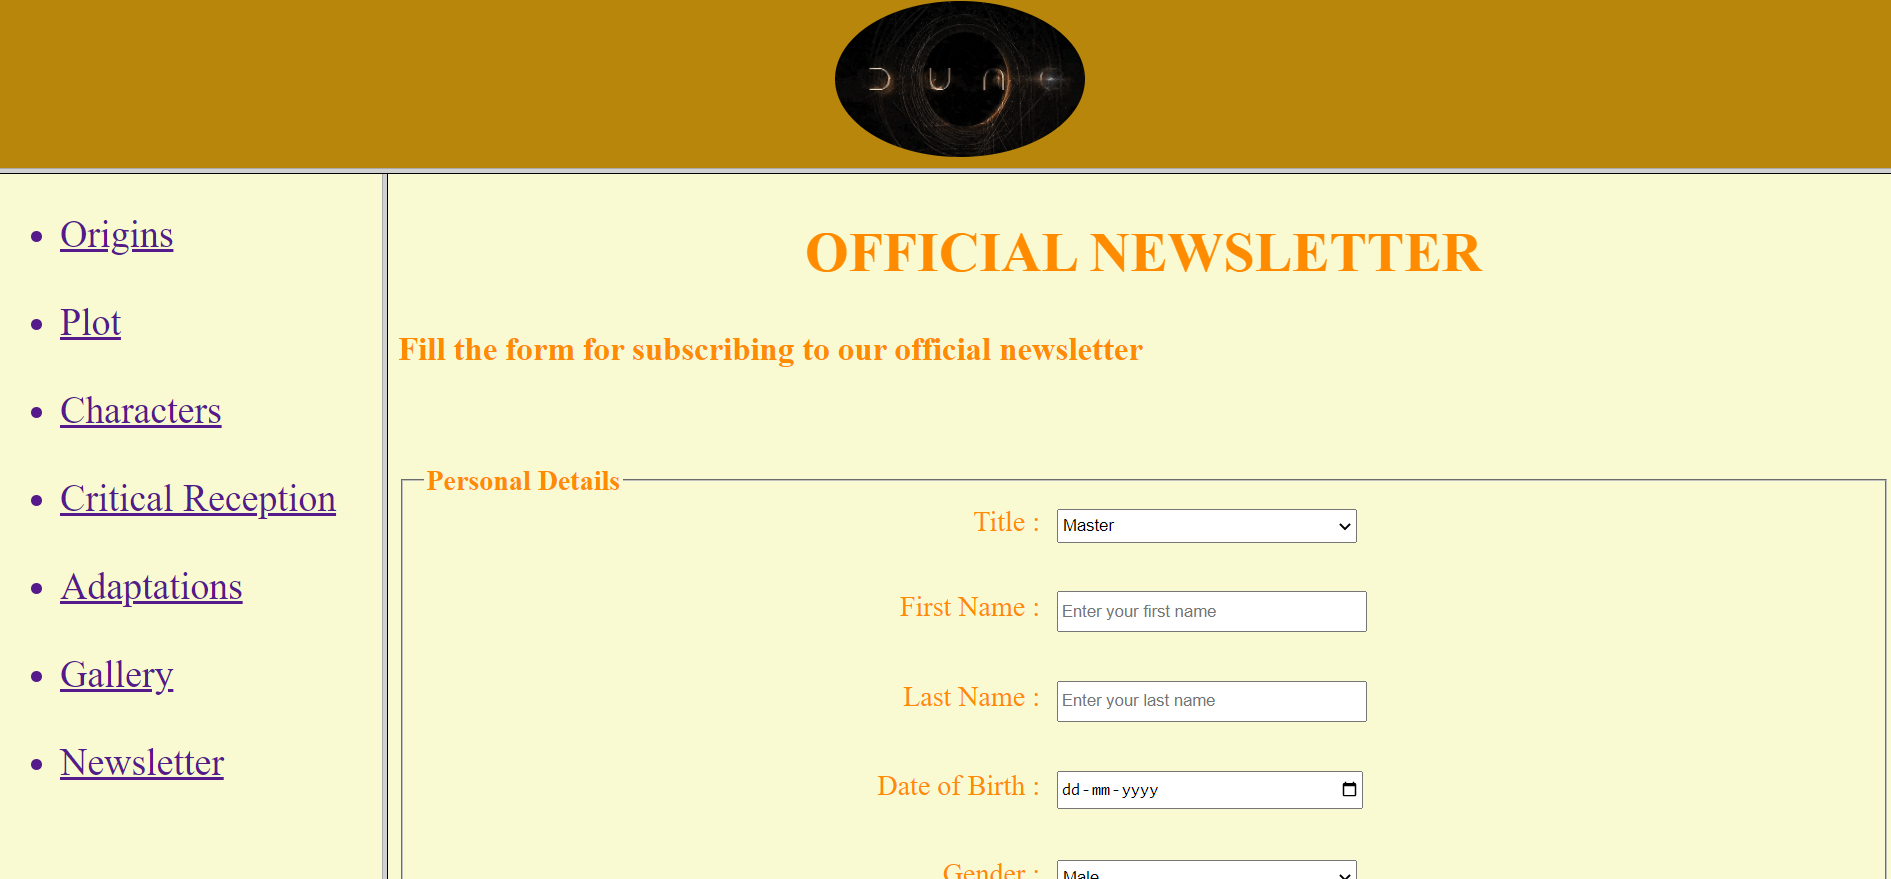 DUNE
Origins
Plot
Characters
Critical Reception
Adaptations
Gallery
Newsletter
OFFICIAL NEWSLETTER
Fill the form for subscribing to our official newsletter
Personal Details
Title : Master
First Name : Enter your first name
Last Name : Enter your last name
Date of Birth : dd-mm-yyyy
Gender : Male